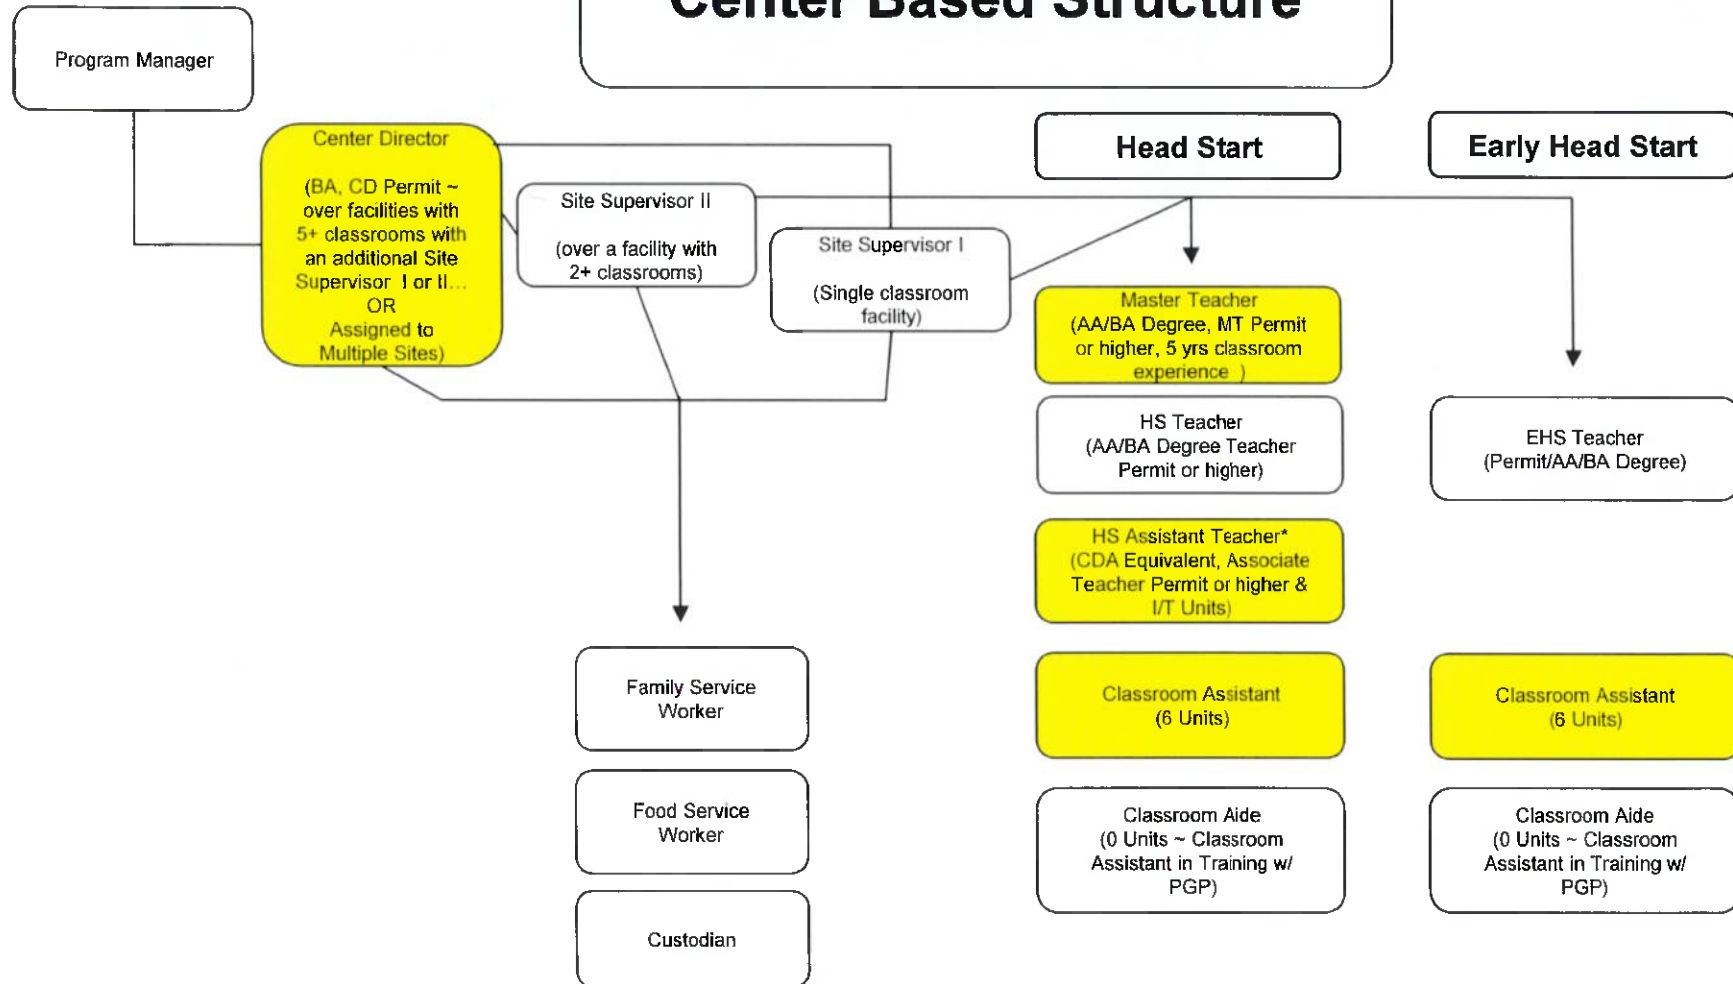 Center Based Structure
Program Manager
Center Director
(BA, CD Permit ~
over facilities with
5+ classrooms with
an additional Site
Supervisor I or II...
OR
Assigned to
Multiple Sites)
Site Supervisor II
(over a facility with
2+ classrooms)
Site Supervisor I
(Single classroom
facility)
Head Start
Early Head Start
Master Teacher
(AA/BA Degree, MT Permit
or higher, 5 yrs classroom
experience )
HS Teacher
(AA/BA Degree Teacher
Permit or higher)
EHS Teacher
(Permit/AA/BA Degree)
HS Assistant Teacher*
(CDA Equivalent, Associate
Teacher Permit or higher &
I/T Units)
Family Service
Worker
Classroom Assistant
(6 Units)
Classroom Assistant
(6 Units)
Food Service
Worker
Classroom Aide
(0 Units ~ Classroom
Assistant in Training w/
PGP)
Classroom Aide
(0 Units ~ Classroom
Assistant in Training w/
PGP)
Custodian